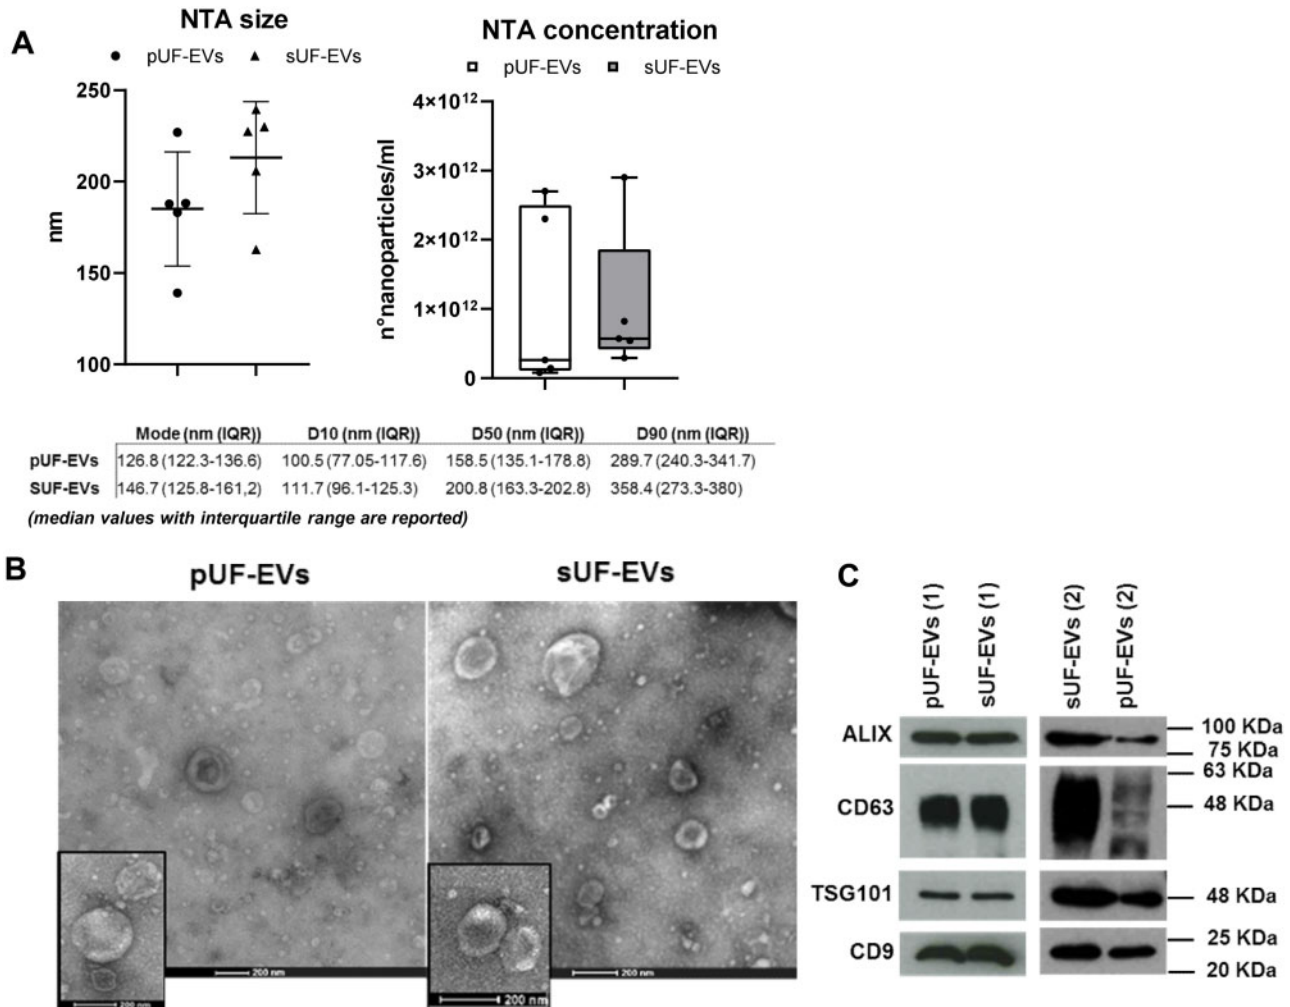 A
NTA size
pUF-EVs sUF-EVs
250
200
150
100
nm
NTA concentration
pUF-EVs sUF-EVs
4×10¹²
3×10¹²
2×10¹²
1×10¹²
0
n°nanoparticles/ml
Mode (nm (IQR)) D10 (nm (IQR)) D50 (nm (IQR)) D90 (nm (IQR))
pUF-EVs 126.8 (122.3-136.6) 100.5 (77.05-117.6) 158.5 (135.1-178.8) 289.7 (240.3-341.7)
SUF-EVs 146.7 (125.8-161,2) 111.7 (96.1-125.3) 200.8 (163.3-202.8) 358.4 (273.3-380)
(median values with interquartile range are reported)
B
pUF-EVs
sUF-EVs
200 nm
200 nm
200 nm
200 nm
C
pUF-EVs (1)
sUF-EVs (1)
sUF-EVs (2)
pUF-EVs (2)
ALIX
100 KDa
75 KDa
CD63
63 KDa
48 KDa
TSG101
48 KDa
CD9
25 KDa
20 KDa